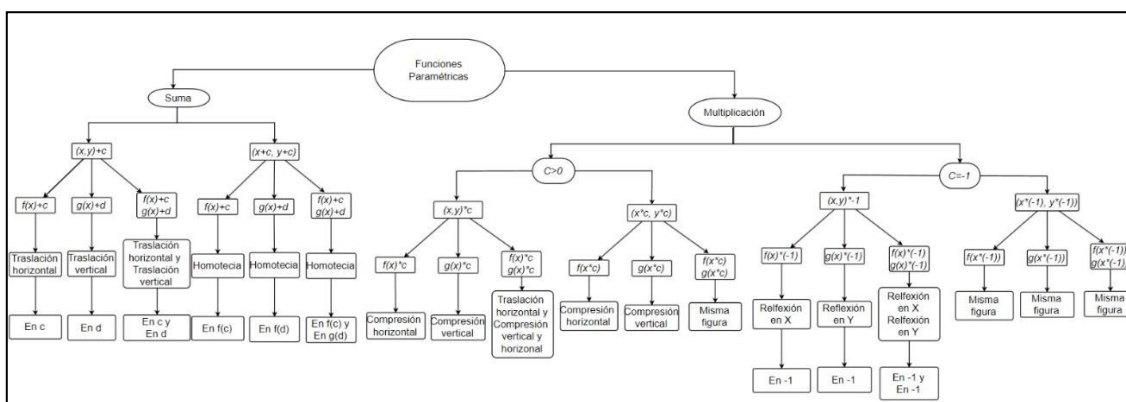 Funciones
Paramétricas
Suma
Multiplicación
(x,y)+c
(x+c, y+c)
C>0
C=-1
f(x)+c
g(x)+d
f(x)+c
g(x)+d
f(x)+c
g(x)+d
f(x)+c
g(x)+d
(x,y)*c
(x*c, y*c)
(x,y)*-1
(x*(-1), y*(-1))
Traslación
horizontal
Traslación
vertical
Traslación
horizontal y
Traslación
vertical
Homotecia
Homotecia
Homotecia
f(x)*c
g(x)*c
f(x)*c
g(x)*c
f(x*c)
g(x*c)
f(x*c)
g(x*c)
f(x)*(-1)
g(x)*(-1)
f(x)*(-1)
g(x)*(-1)
f(x*(-1))
g(x*(-1))
f(x*(-1))
g(x*(-1))
En c
En d
En c y
En d
En f(c)
En f(d)
En f(c) y
En g(d)
Compresión
horizontal
Compresión
vertical
Traslación
horizontal y
Compresión
vertical y
horizonal
Compresión
horizontal
Compresión
vertical
Misma
figura
Relfexión
en X
Reflexión
en Y
Relfexión
en X
Relfexión
en Y
Misma
figura
Misma
figura
Misma
figura
En -1
En -1
En -1 y
En -1